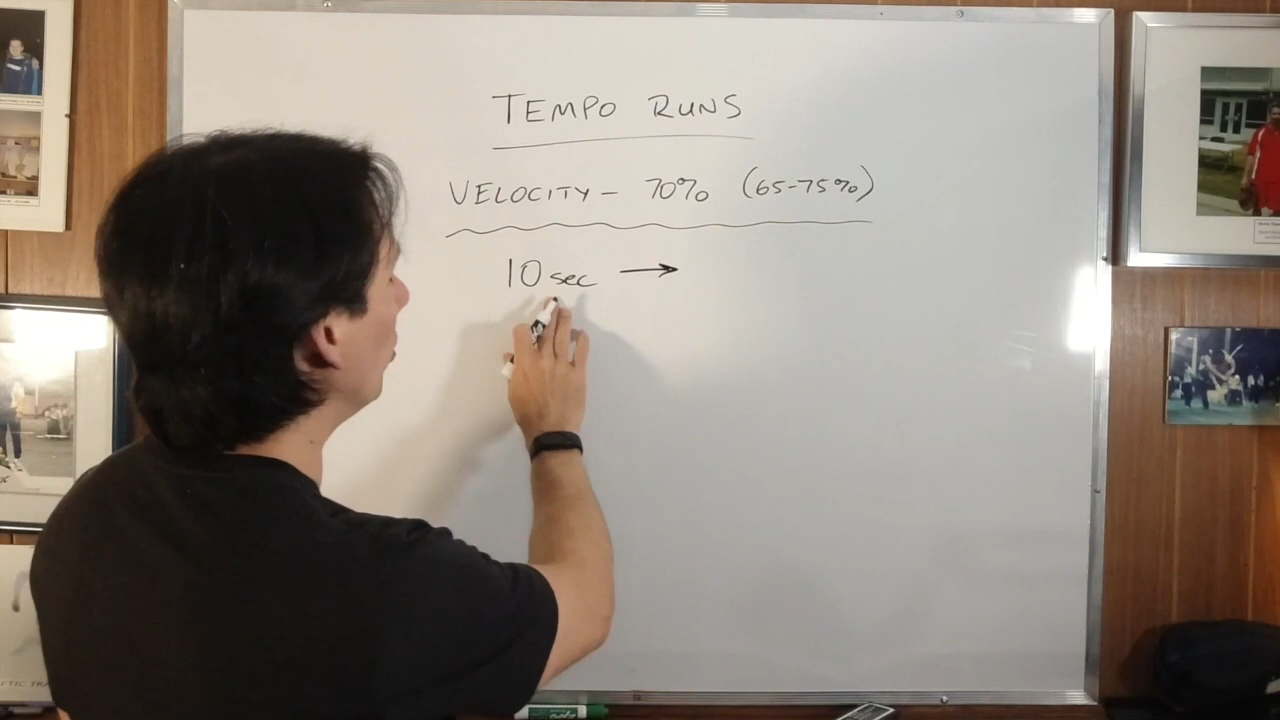 TEMPO RUNS
VELOCITY - 70% (65-75%)
10 sec →